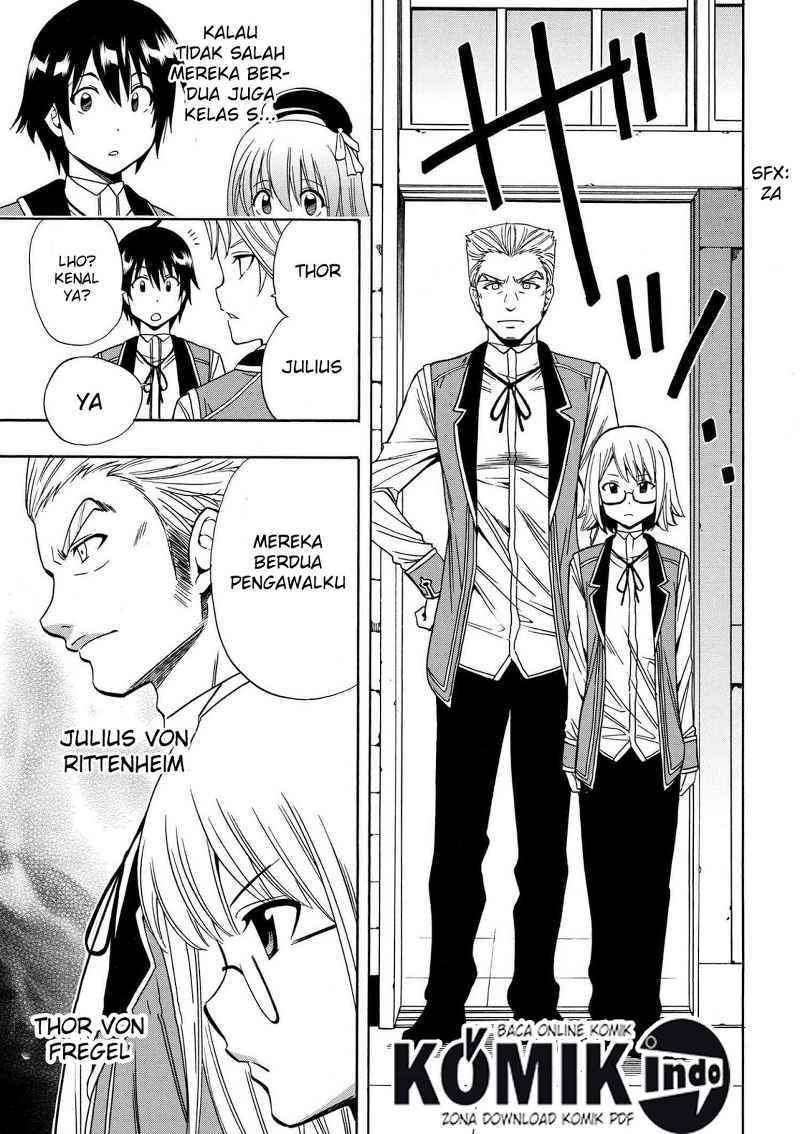 ザ
SFX:
ZA
KALAU
TIDAK SALAH
MEREKA BER-
DUA JUGA
KELAS S...
THOR
JULIUS
LHO?
KENAL
YA?
YA
MEREKA
BERDUA
PENGAWALKU
JULIUS VON
RITTENHEIM
THOR VON
FREGEL
BACA ONLINE KOMIK
KOMIK indo
ZONA DOWNLOAD KOMIK PDF